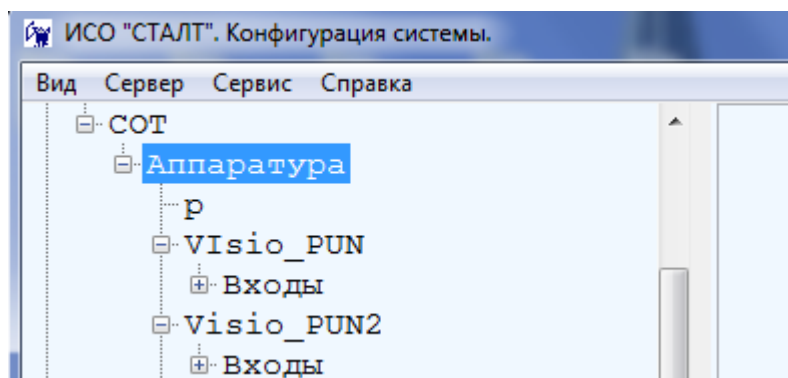 ИСО "СТАЛТ". Конфигурация системы.
Вид Сервер Сервис Справка
СОТ
Аппаратура
р
VIsio_PUN
Входы
Visio_PUN2
Входы